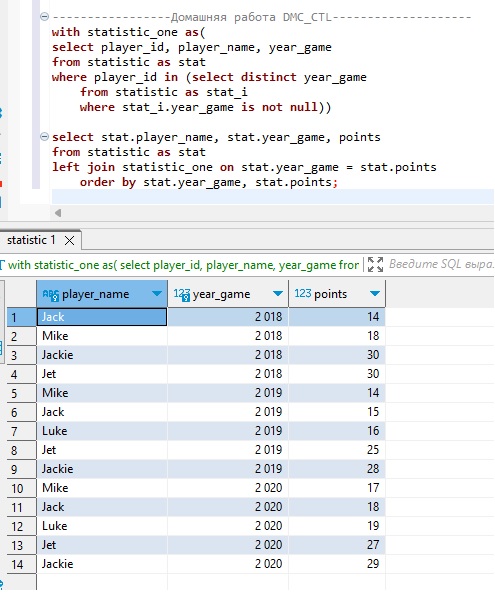 -----------------Домашняя работа DMC_CTL-----------------
with statistic_one as(
select player_id, player_name, year_game
from statistic as stat
where player_id in (select distinct year_game
from statistic as stat_i
where stat_i.year_game is not null))
select stat.player_name, stat.year_game, points
from statistic as stat
left join statistic_one on stat.year_game = stat.points
order by stat.year_game, stat.points;
statistic 1
with statistic_one as( select player_id, player_name, year_game fron Введите SQL выра.
ABC player_name 123 year_game 123 points
1 Jack 2 018 14
2 Mike 2 018 18
3 Jackie 2 018 30
4 Jet 2 018 30
5 Mike 2 019 14
6 Jack 2 019 15
7 Luke 2 019 16
8 Jet 2 019 25
9 Jackie 2 019 28
10 Mike 2 020 17
11 Jack 2 020 18
12 Luke 2 020 19
13 Jet 2 020 27
14 Jackie 2 020 29